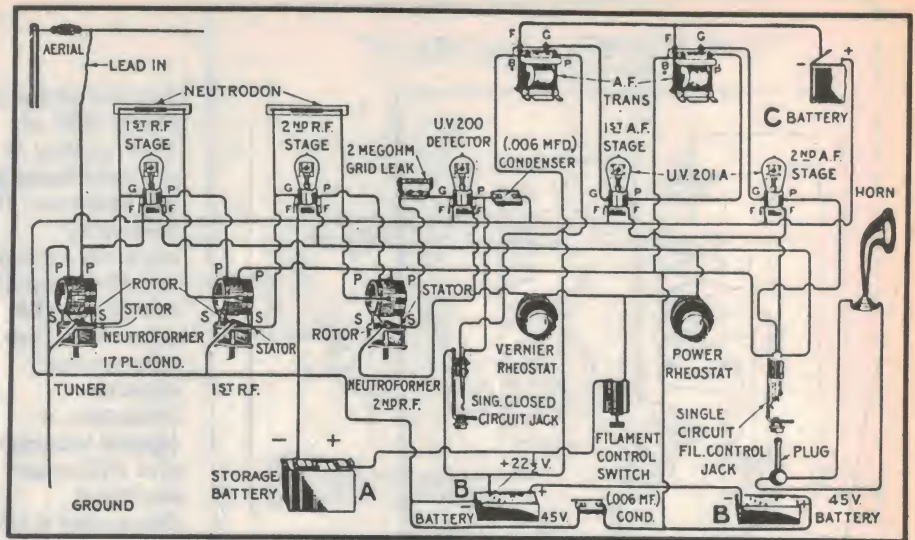 AERIAL
LEAD IN
NEUTRODON
1ST R.F
STAGE
2ND R.F.
STAGE
2 MEGOHM
GRID LEAK
U.V 200
DETECTOR
(.006 MFD)
CONDENSER
F
G
B
P
A.F.
TRANS
F
G
B
P
- +
C BATTERY
1ST A.F
STAGE
U.V. 201 A
2ND A.F.
STAGE
HORN
G P
F F
G P
F F
G P
F F
G P
F F
G P
F F
P P
S S
ROTOR
STATOR
NEUTROFORMER
17 PL. COND.
TUNER
P P
S S
STATOR
1ST R.F.
P P
S S
STATOR
ROTOR
NEUTROFORMER
2ND R.F.
VERNIER
RHEOSTAT
SING. CLOSED
CIRCUIT JACK
FILAMENT
CONTROL
SWITCH
POWER
RHEOSTAT
SINGLE
CIRCUIT
FIL. CONTROL
JACK
PLUG
GROUND
- +
STORAGE
BATTERY
A
+22½ V.
B
- +
BATTERY
45V.
(.006 MF.)
COND.
B
- +
45 V.
BATTERY